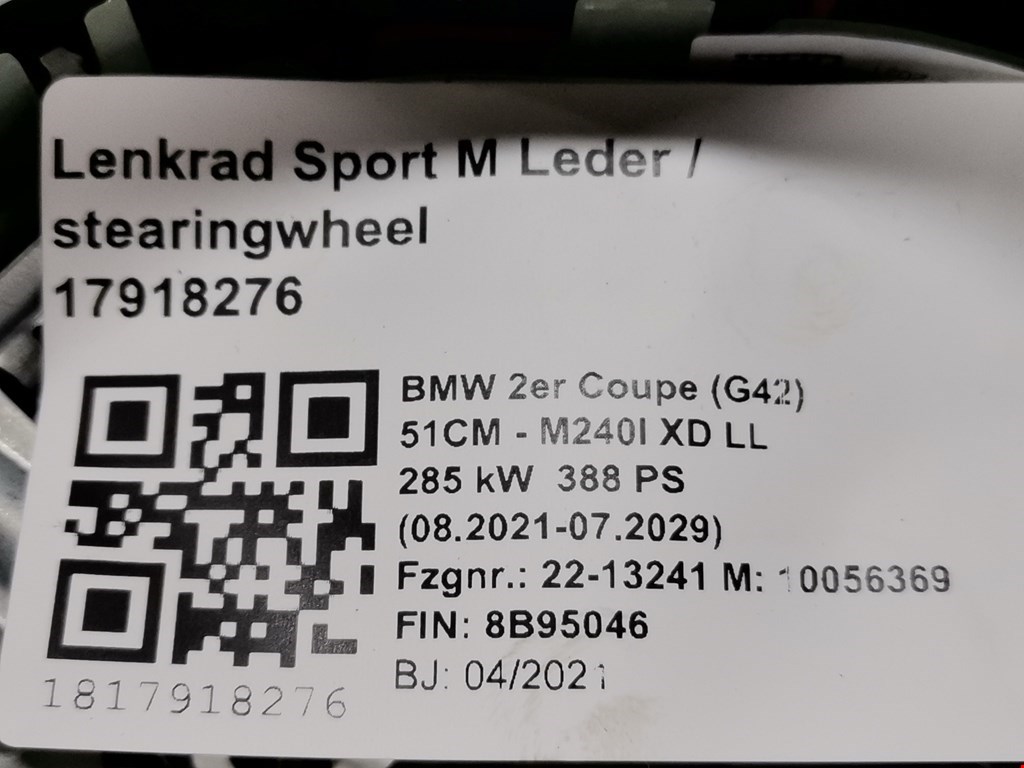 Lenkrad Sport M Leder /
stearingwheel
17918276
BMW 2er Coupe (G42)
51CM - M240I XD LL
285 kW 388 PS
(08.2021-07.2029)
Fzgnr.: 22-13241 M: 10056369
FIN: 8B95046
BJ: 04/2021
1817918276